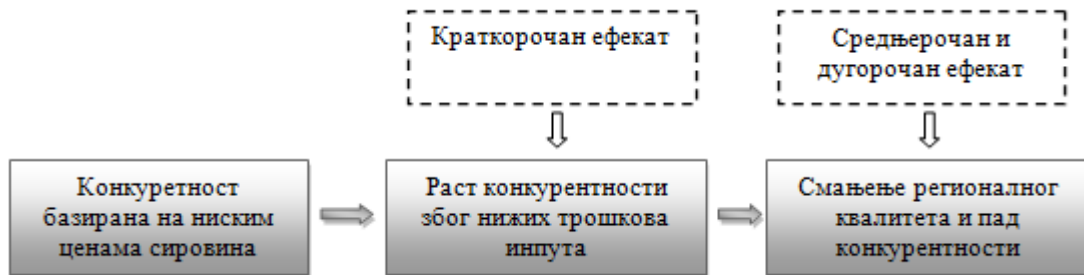 Краткорочан ефекат
Средњерочан и
дугорочан ефекат
Конкуретност
базирана на ниским
ценама сировина
Раст конкурентности
због нижих трошкова
инпута
Смањење регионалног
квалитета и пад
конкурентности